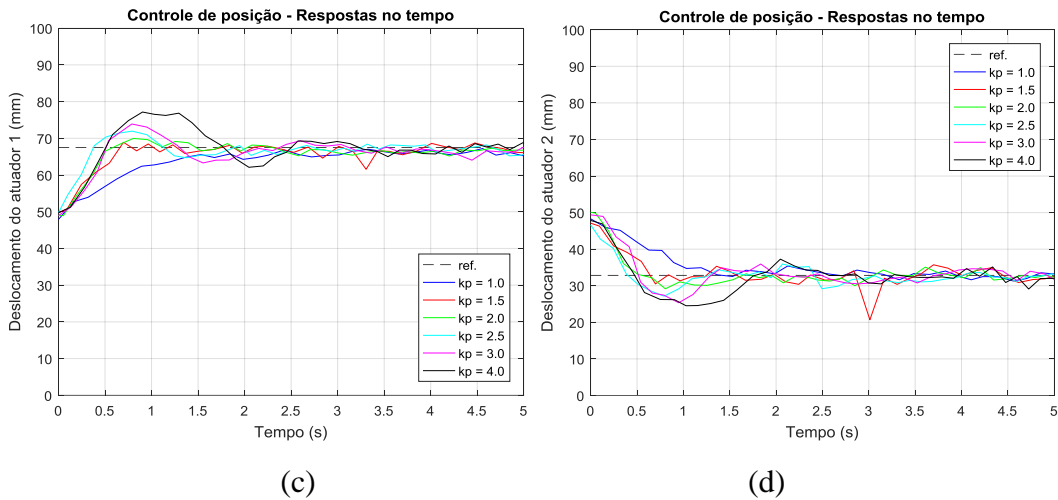 Controle de posição - Respostas no tempo
100
90
80
70
60
50
40
30
20
10
0
Deslocamento do atuador 1 (mm)
ref.
kp = 1.0
kp = 1.5
kp = 2.0
kp = 2.5
kp = 3.0
kp = 4.0
0 0.5 1 1.5 2 2.5 3 3.5 4 4.5 5
Tempo (s)
(c)
Controle de posição - Respostas no tempo
100
90
80
70
60
50
40
30
20
10
0
Deslocamento do atuador 2 (mm)
ref.
kp = 1.0
kp = 1.5
kp = 2.0
kp = 2.5
kp = 3.0
kp = 4.0
0 0.5 1 1.5 2 2.5 3 3.5 4 4.5 5
Tempo (s)
(d)